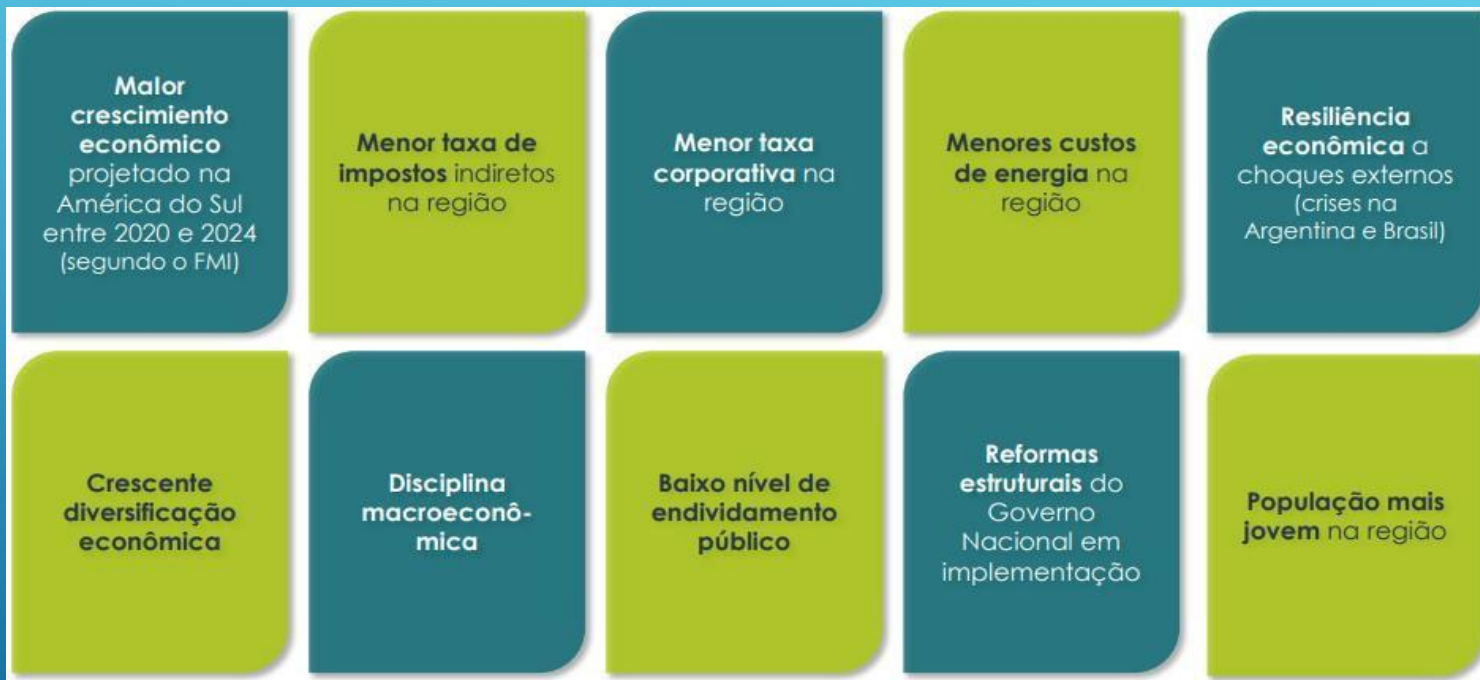 Maior
crescimiento
econômico
projetado na
América do Sul
entre 2020 e 2024
(segundo o FMI)
Menor taxa de
impostos indiretos
na região
Menor taxa
corporativa na
região
Menores custos
de energia na
região
Resiliência
econômica a
choques externos
(crises na
Argentina e Brasil)
Crescente
diversificação
econômica
Disciplina
macroeconô-
mica
Baixo nível de
endividamento
público
Reformas
estruturais do
Governo
Nacional em
implementação
População mais
jovem na região